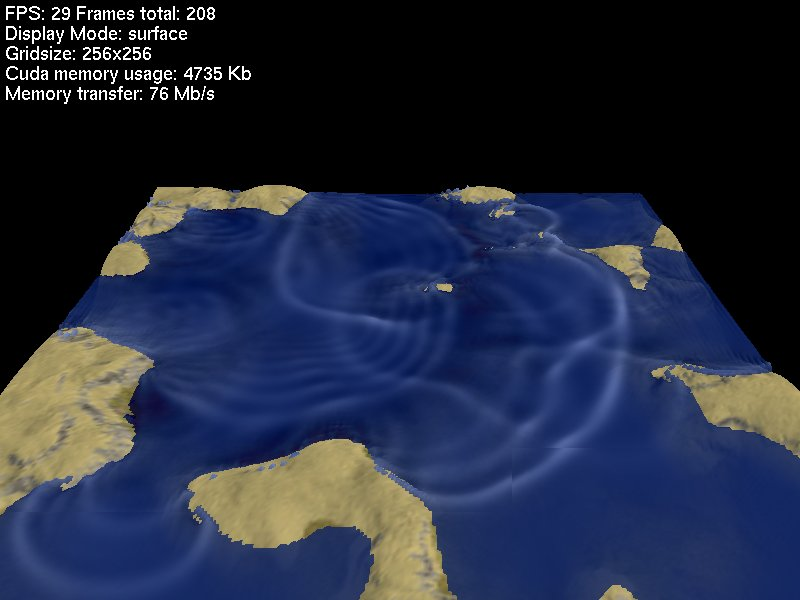 FPS: 29 Frames total: 208
Display Mode: surface
Gridsize: 256x256
Cuda memory usage: 4735 Kb
Memory transfer: 76 Mb/s